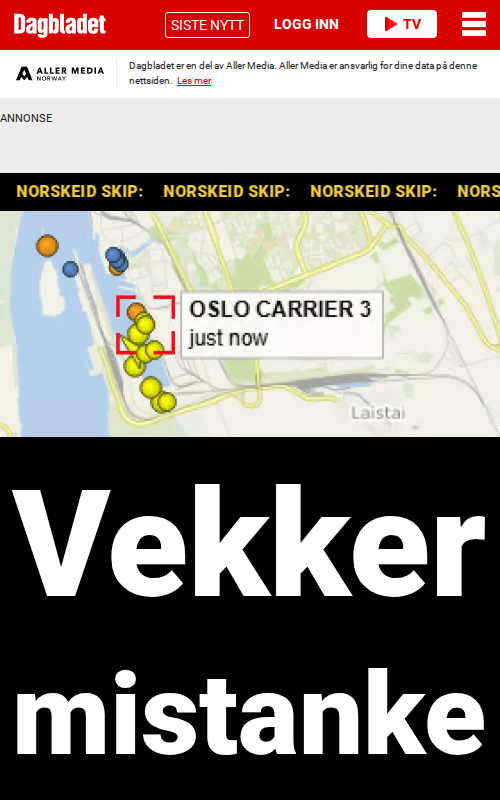 Dagbladet
SISTE NYTT
LOGG INN
TV
ALLER MEDIA
NORWAY
Dagbladet er en del av Aller Media. Aller Media er ansvarlig for dine data på denne
nettsiden. Les mer
ANNONSE
NORSKEID SKIP: NORSKEID SKIP: NORSKEID SKIP: NORS
OSLO CARRIER 3
just now
Laistai
Vekker
mistanke